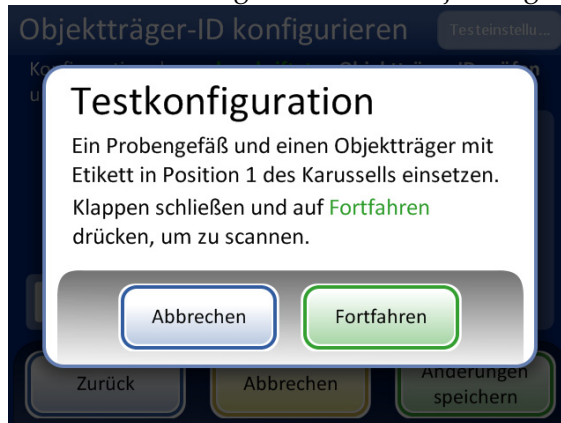 Objektträger-ID konfigurieren
Testeinstellu...
Testkonfiguration
Ein Probengefäß und einen Objektträger mit
Etikett in Position 1 des Karussells einsetzen.
Klappen schließen und auf Fortfahren
drücken, um zu scannen.
Abbrechen
Fortfahren
Zurück
Abbrechen
Änderungen
speichern